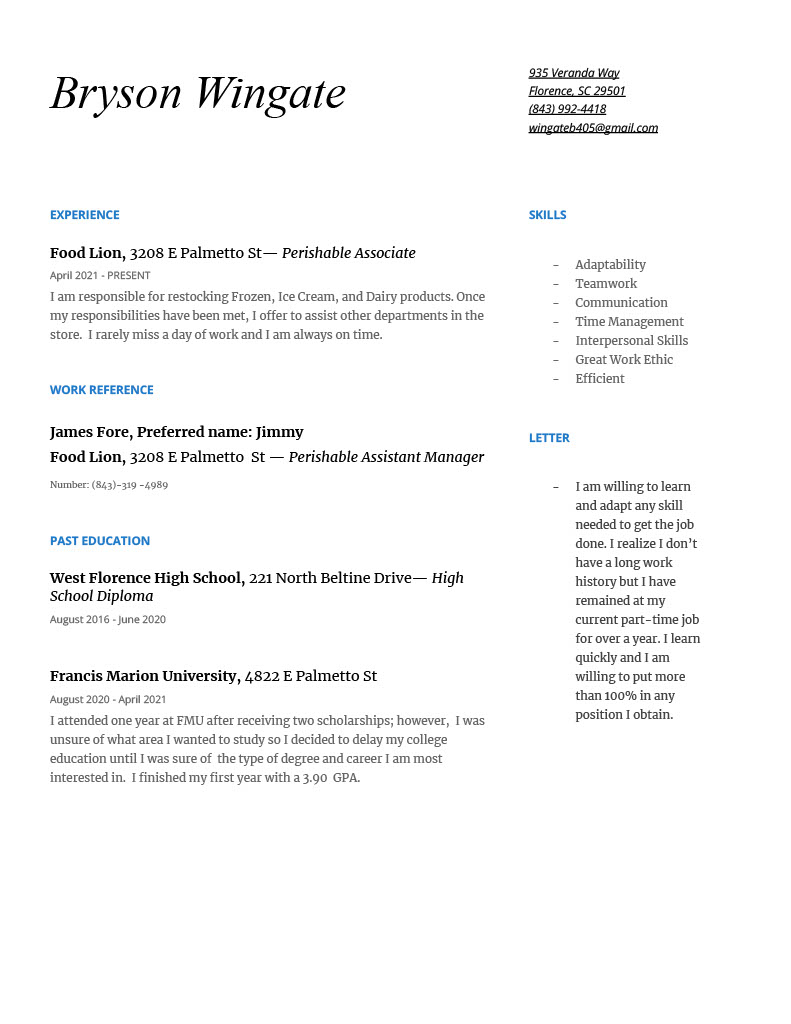 Bryson Wingate
935 Veranda Way
Florence, SC 29501
(843) 992-4418
wingateb405@gmail.com
EXPERIENCE
Food Lion, 3208 E Palmetto St— Perishable Associate
April 2021 - PRESENT
I am responsible for restocking Frozen, Ice Cream, and Dairy products. Once
my responsibilities have been met, I offer to assist other departments in the
store.  I rarely miss a day of work and I am always on time.
WORK REFERENCE
James Fore, Preferred name: Jimmy
Food Lion, 3208 E Palmetto  St — Perishable Assistant Manager
Number: (843)-319 -4989
PAST EDUCATION
West Florence High School, 221 North Beltine Drive— High
School Diploma
August 2016 - June 2020
Francis Marion University, 4822 E Palmetto St
August 2020 - April 2021
I attended one year at FMU after receiving two scholarships; however,  I was
unsure of what area I wanted to study so I decided to delay my college
education until I was sure of  the type of degree and career I am most
interested in.  I finished my first year with a 3.90  GPA.
SKILLS
- Adaptability
- Teamwork
- Communication
- Time Management
- Interpersonal Skills
- Great Work Ethic
- Efficient
LETTER
- I am willing to learn
and adapt any skill
needed to get the job
done. I realize I don’t
have a long work
history but I have
remained at my
current part-time job
for over a year. I learn
quickly and I am
willing to put more
than 100% in any
position I obtain.